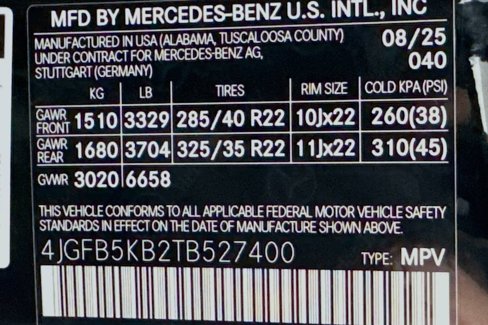 MFD BY MERCEDES-BENZ U.S. INTL., INC
MANUFACTURED IN USA (ALABAMA, TUSCALOOSA COUNTY) 08/25
UNDER CONTRACT FOR MERCEDES-BENZ AG, 040
STUTTGART (GERMANY)
KG LB TIRES RIM SIZE COLD KPA (PSI)
GAWR FRONT 1510 3329 285/40 R22 10Jx22 260(38)
GAWR REAR 1680 3704 325/35 R22 11Jx22 310(45)
GVWR 3020 6658
THIS VEHICLE CONFORMS TO ALL APPLICABLE FEDERAL MOTOR VEHICLE SAFETY
STANDARDS IN EFFECT ON THE DATE OF MANUFACTURE SHOWN ABOVE.
4JGFB5KB2TB527400 TYPE: MPV